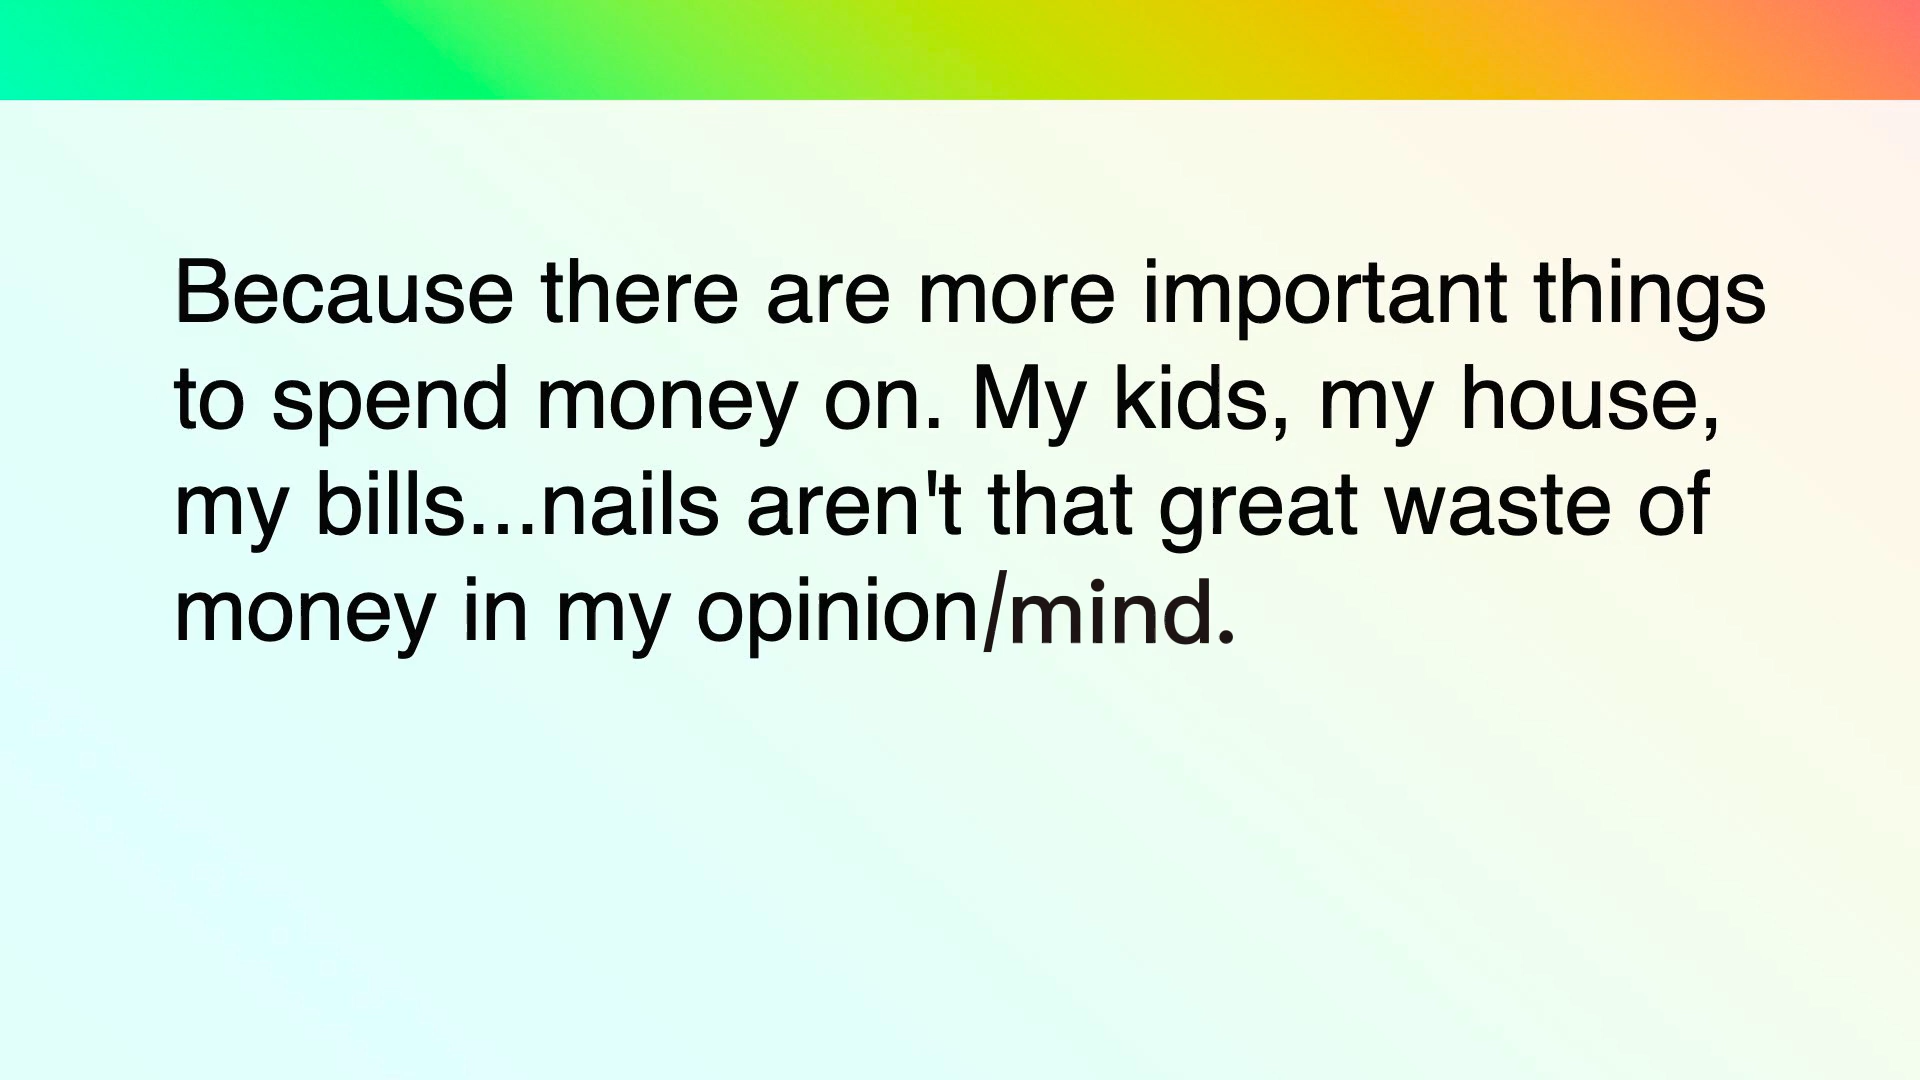 Because there are more important things
to spend money on. My kids, my house,
my bills...nails aren't that great waste of
money in my opinion/mind.